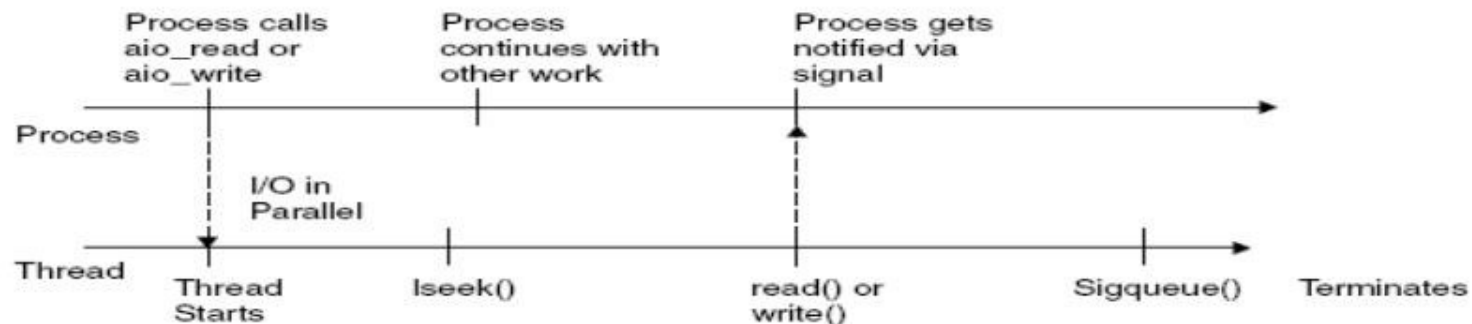 Process calls
aio_read or
aio_write
Process
continues with
other work
Process gets
notified via
signal
Process
I/O in
Parallel
Thread
Thread
Starts
lseek()
read() or
write()
Sigqueue()
Terminates